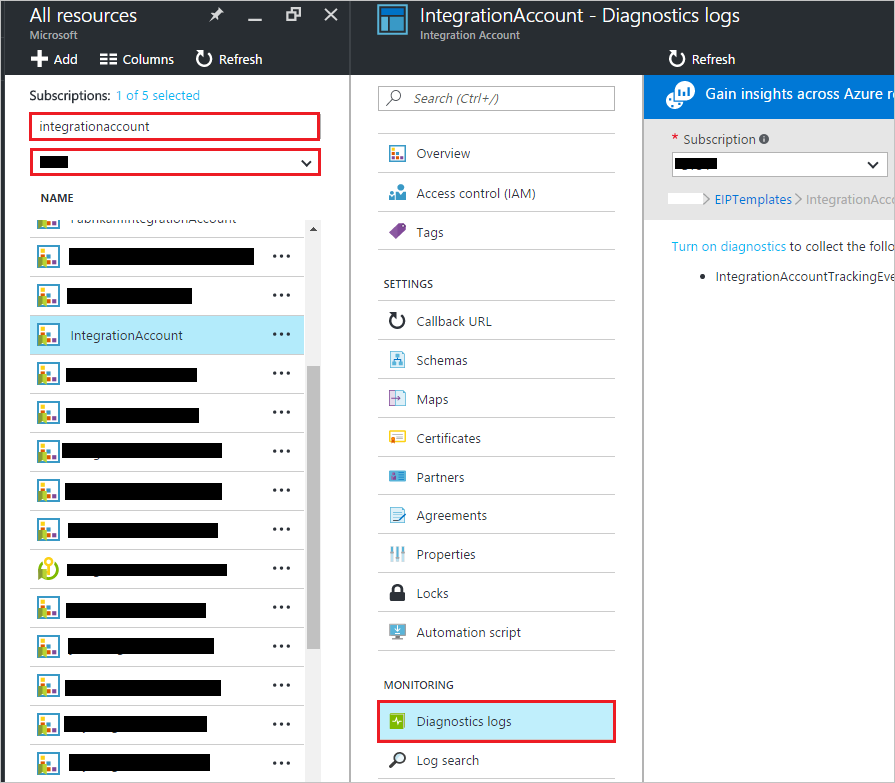 All resources
Microsoft
Add
Columns
Refresh
Subscriptions: 1 of 5 selected
integrationaccount
NAME
FabrikamIntegrationAccount
IntegrationAccount
IntegrationAccount - Diagnostics logs
Integration Account
Search (Ctrl+/)
Overview
Access control (IAM)
Tags
SETTINGS
Callback URL
Schemas
Maps
Certificates
Partners
Agreements
Properties
Locks
Automation script
MONITORING
Diagnostics logs
Log search
Refresh
Gain insights across Azure r
* Subscription
EIPTemplates > IntegrationAcc
Turn on diagnostics to collect the follo
• IntegrationAccountTrackingEve